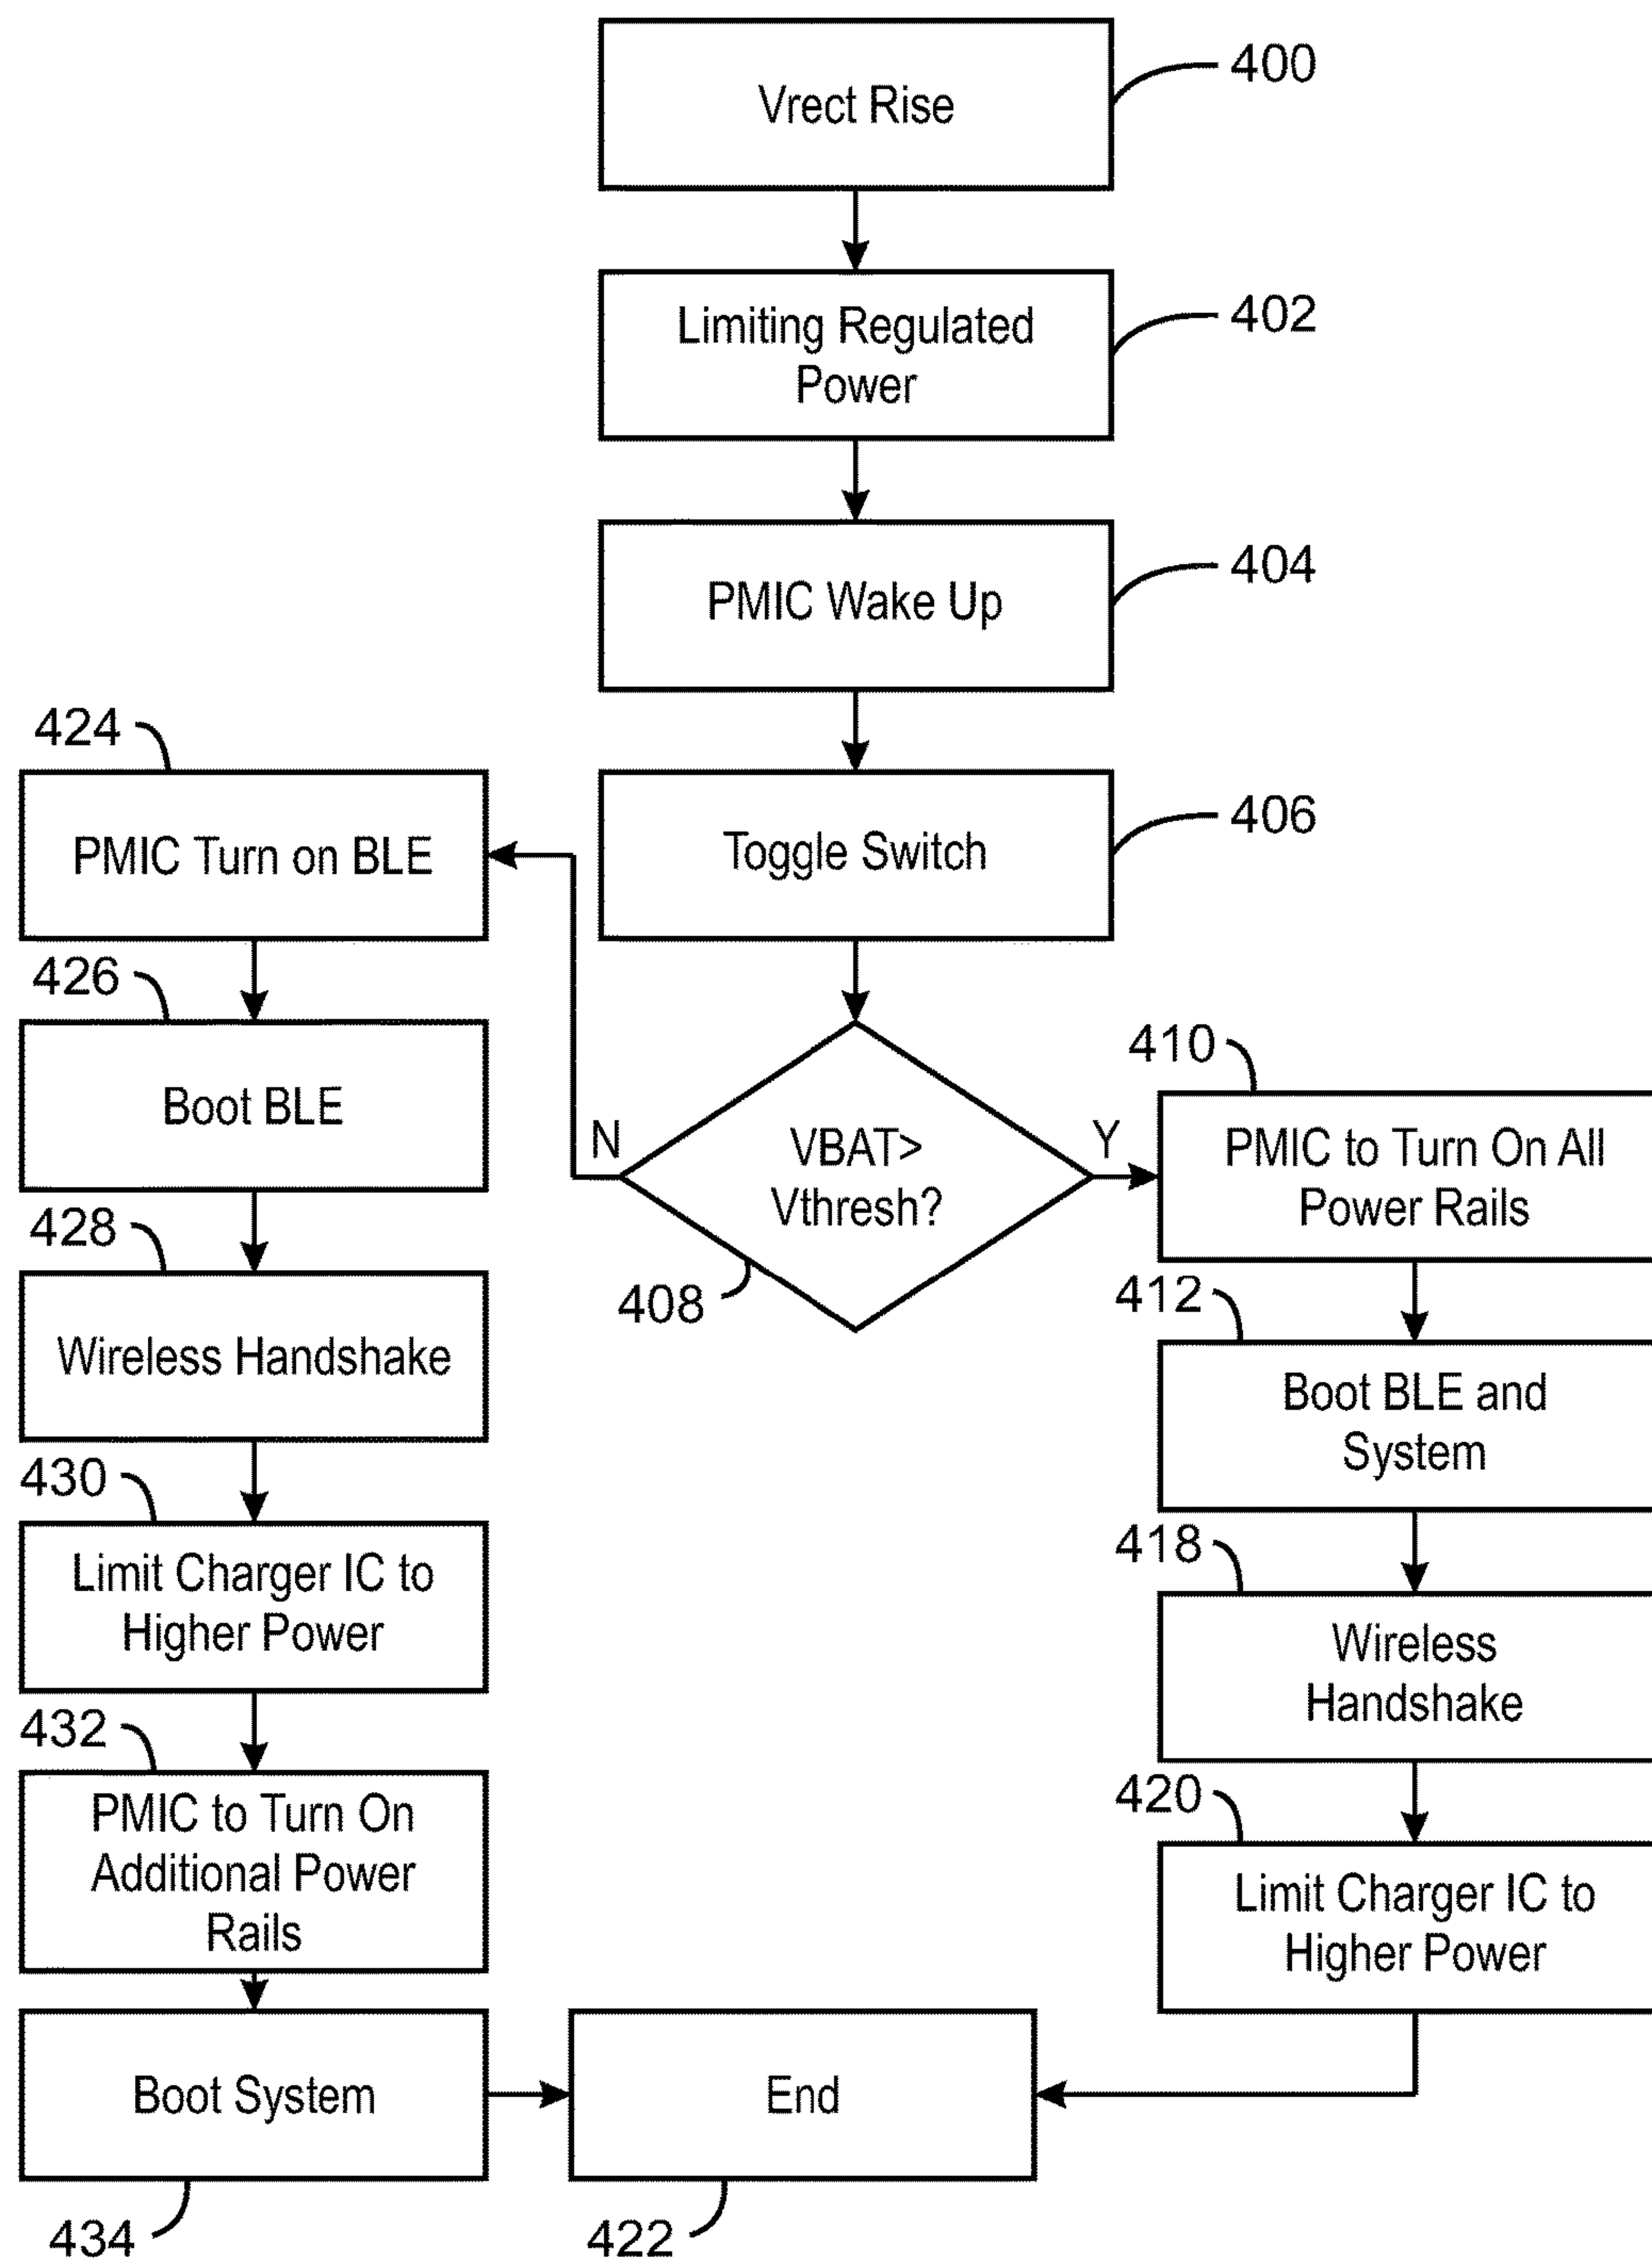 Vrect Rise
400
Limiting Regulated
Power
402
PMIC Wake Up
404
Toggle Switch
406
VBAT>
Vthresh?
408
N
Y
424
PMIC Turn on BLE
426
Boot BLE
428
Wireless Handshake
430
Limit Charger IC to
Higher Power
432
PMIC to Turn On
Additional Power
Rails
Boot System
434
410
PMIC to Turn On All
Power Rails
412
Boot BLE and
System
418
Wireless
Handshake
420
Limit Charger IC to
Higher Power
End
422